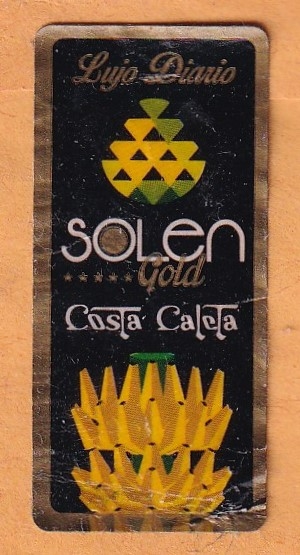 Lujo Diario
SOLEN
Gold
Costa Caleta